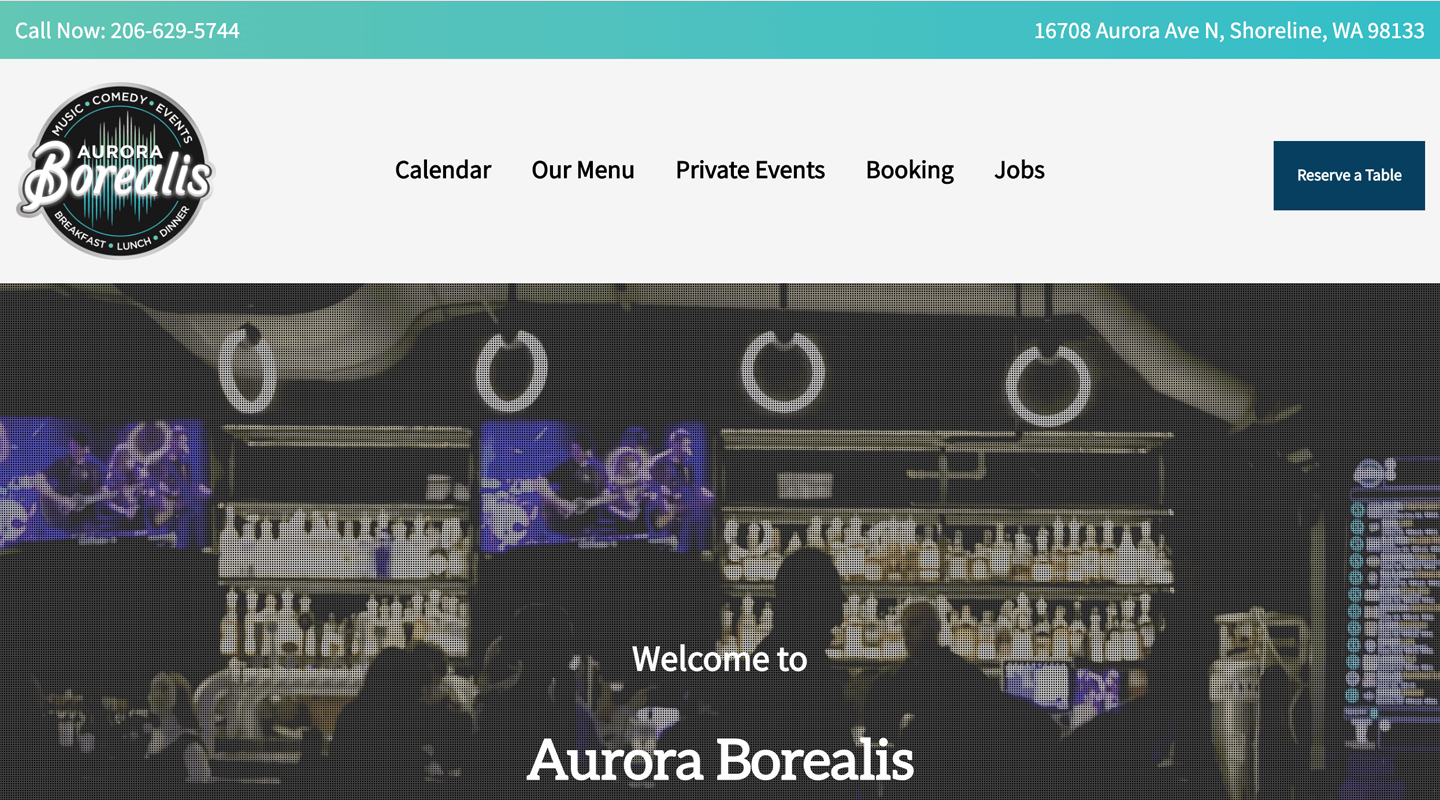 Call Now: 206-629-5744
16708 Aurora Ave N, Shoreline, WA 98133
MUSIC • COMEDY • EVENTS
AURORA
Borealis
BREAKFAST • LUNCH • DINNER
Calendar
Our Menu
Private Events
Booking
Jobs
Reserve a Table
Welcome to
Aurora Borealis